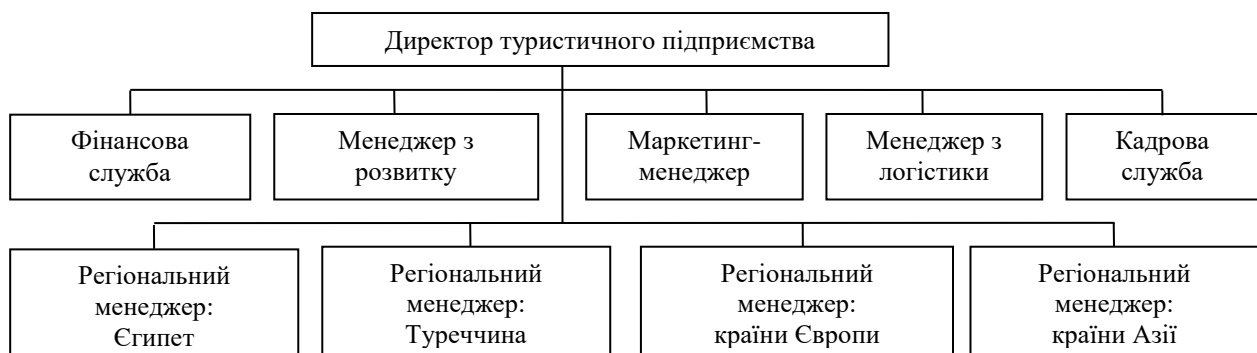 Директор туристичного підприємства
Фінансова
служба
Менеджер з
розвитку
Маркетинг-
менеджер
Менеджер з
логістики
Кадрова
служба
Регіональний
менеджер:
Єгипет
Регіональний
менеджер:
Туреччина
Регіональний
менеджер:
країни Європи
Регіональний
менеджер:
країни Азії